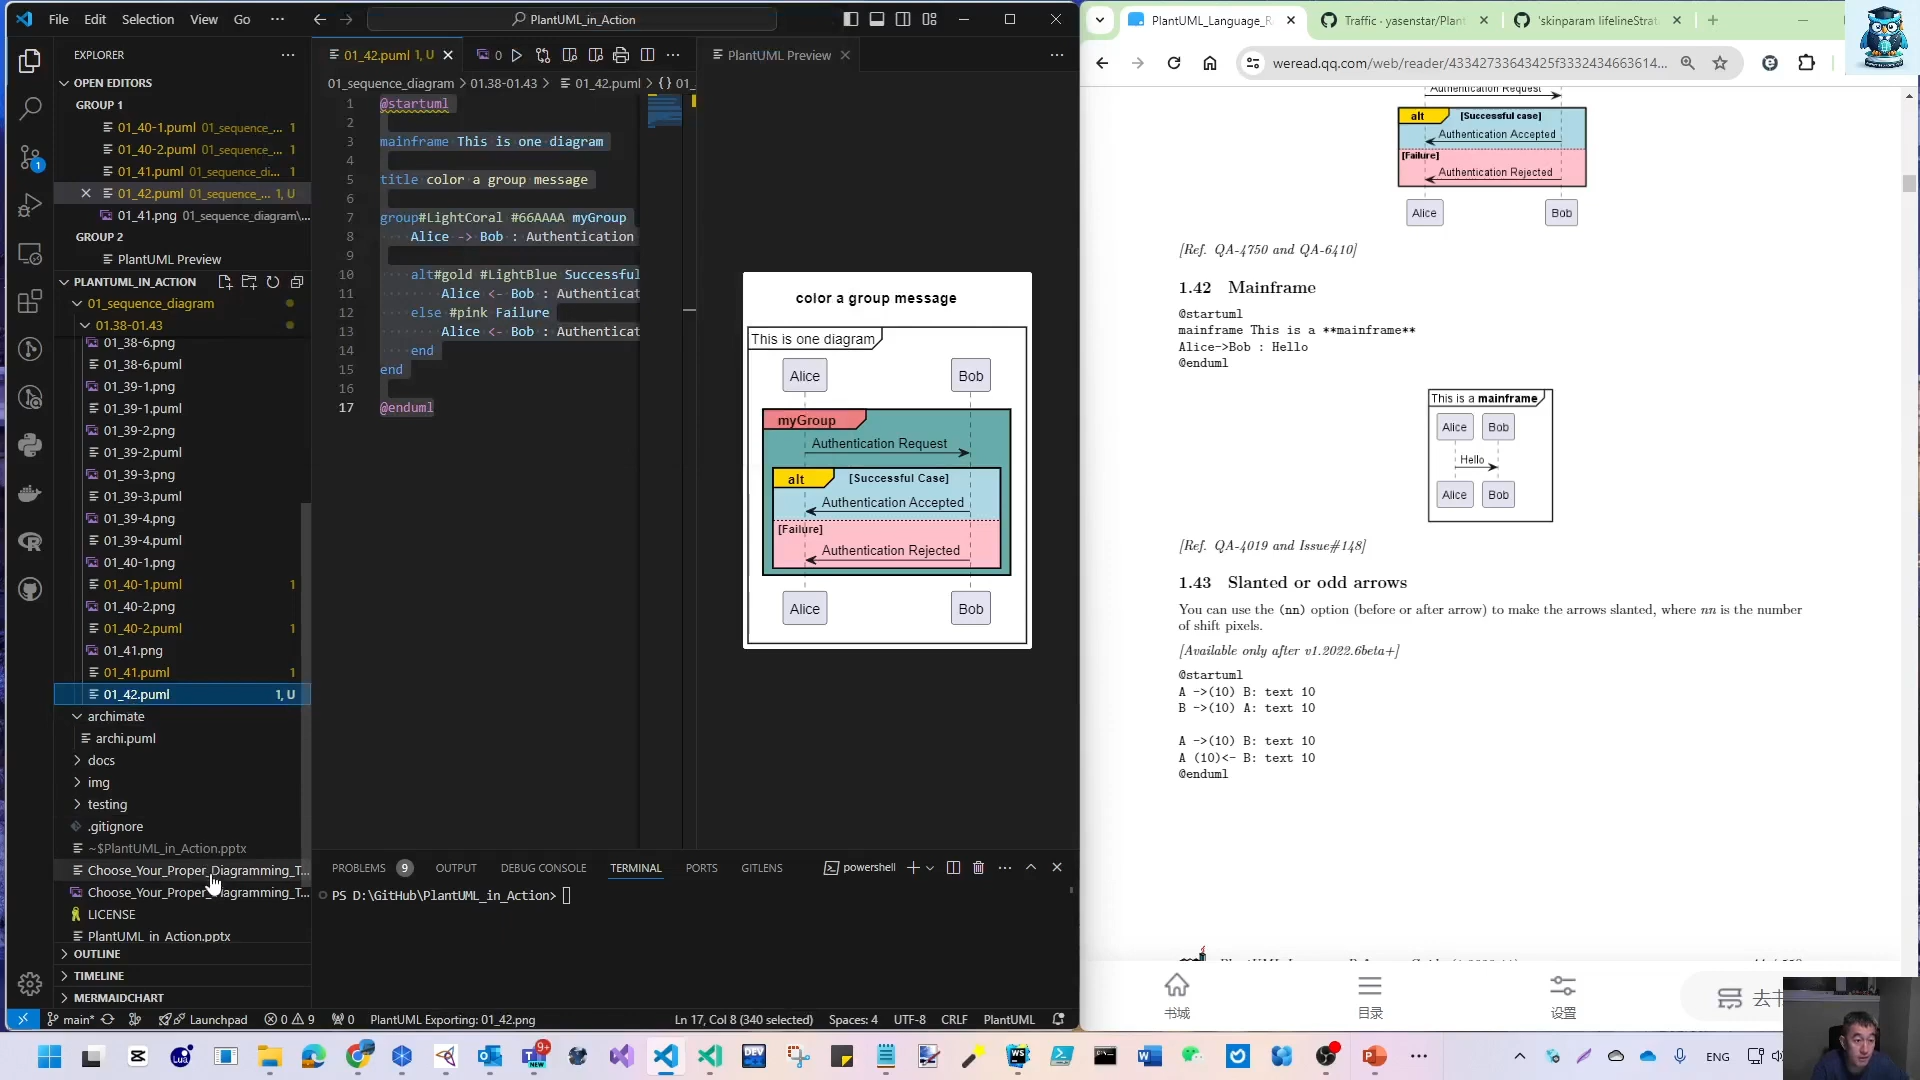 File Edit Selection View Go PlantUML_in_Action
EXPLORER
OPEN EDITORS
GROUP 1
01_40-1.puml 01_sequence_... 1
01_40-2.puml 01_sequence_... 1
01_41.puml 01_sequence_di... 1
01_42.puml 01_sequence_... 1, U
01_41.png 01_sequence_diagram\...
GROUP 2
PlantUML Preview
PLANTUML_IN_ACTION
01_sequence_diagram
01.38-01.43
01_38-6.png
01_38-6.puml
01_39-1.png
01_39-1.puml
01_39-2.png
01_39-2.puml
01_39-3.png
01_39-3.puml
01_39-4.png
01_39-4.puml
01_40-1.png
01_40-1.puml 1
01_40-2.png
01_40-2.puml 1
01_41.png
01_41.puml 1
01_42.puml 1, U
archimate
archi.puml
docs
img
testing
.gitignore
~$PlantUML_in_Action.pptx
Choose_Your_Proper_Diagramming_T...
Choose_Your_Proper_Diagramming_T...
LICENSE
PlantUML_in_Action.pptx
OUTLINE
TIMELINE
MERMAIDCHART
01_42.puml 1, U
0
01_sequence_diagram > 01.38-01.43 > 01_42.puml > {} 01_
1 @startuml
2
3 mainframe This is one diagram
4
5 title color a group message
6
7 group#LightCoral #66AAAA myGroup
8 Alice -> Bob : Authentication
9
10 alt#gold #LightBlue Successful
11 Alice <- Bob : Authenticat
12 else #pink Failure
13 Alice <- Bob : Authenticat
14 end
15 end
16
17 @enduml
PlantUML Preview
color a group message
This is one diagram
Alice Bob
myGroup
Authentication Request
alt [Successful Case]
Authentication Accepted
[Failure]
Authentication Rejected
Alice Bob
PROBLEMS 9 OUTPUT DEBUG CONSOLE TERMINAL PORTS GITLENS powershell
PS D:\GitHub\PlantUML_in_Action>
main* Launchpad 0 9 0 PlantUML Exporting: 01_42.png Ln 17, Col 8 (340 selected) Spaces: 4 UTF-8 CRLF PlantUML
PlantUML_Language_R
Traffic · yasenstar/Plant
'skinparam lifelineStrat
weread.qq.com/web/reader/43342733643425f3332434663614...
Authentication Request
alt [Successful case]
Authentication Accepted
[Failure]
Authentication Rejected
Alice Bob
[Ref. QA-4750 and QA-6410]
1.42 Mainframe
@startuml
mainframe This is a **mainframe**
Alice->Bob : Hello
@enduml
This is a mainframe
Alice Bob
Hello
Alice Bob
[Ref. QA-4019 and Issue#148]
1.43 Slanted or odd arrows
You can use the (nn) option (before or after arrow) to make the arrows slanted, where nn is the number
of shift pixels.
[Available only after v1.2022.6beta+]
@startuml
A ->(10) B: text 10
B ->(10) A: text 10
A ->(10) B: text 10
A (10)<- B: text 10
@enduml
书城
目录
设置
去书
ENG